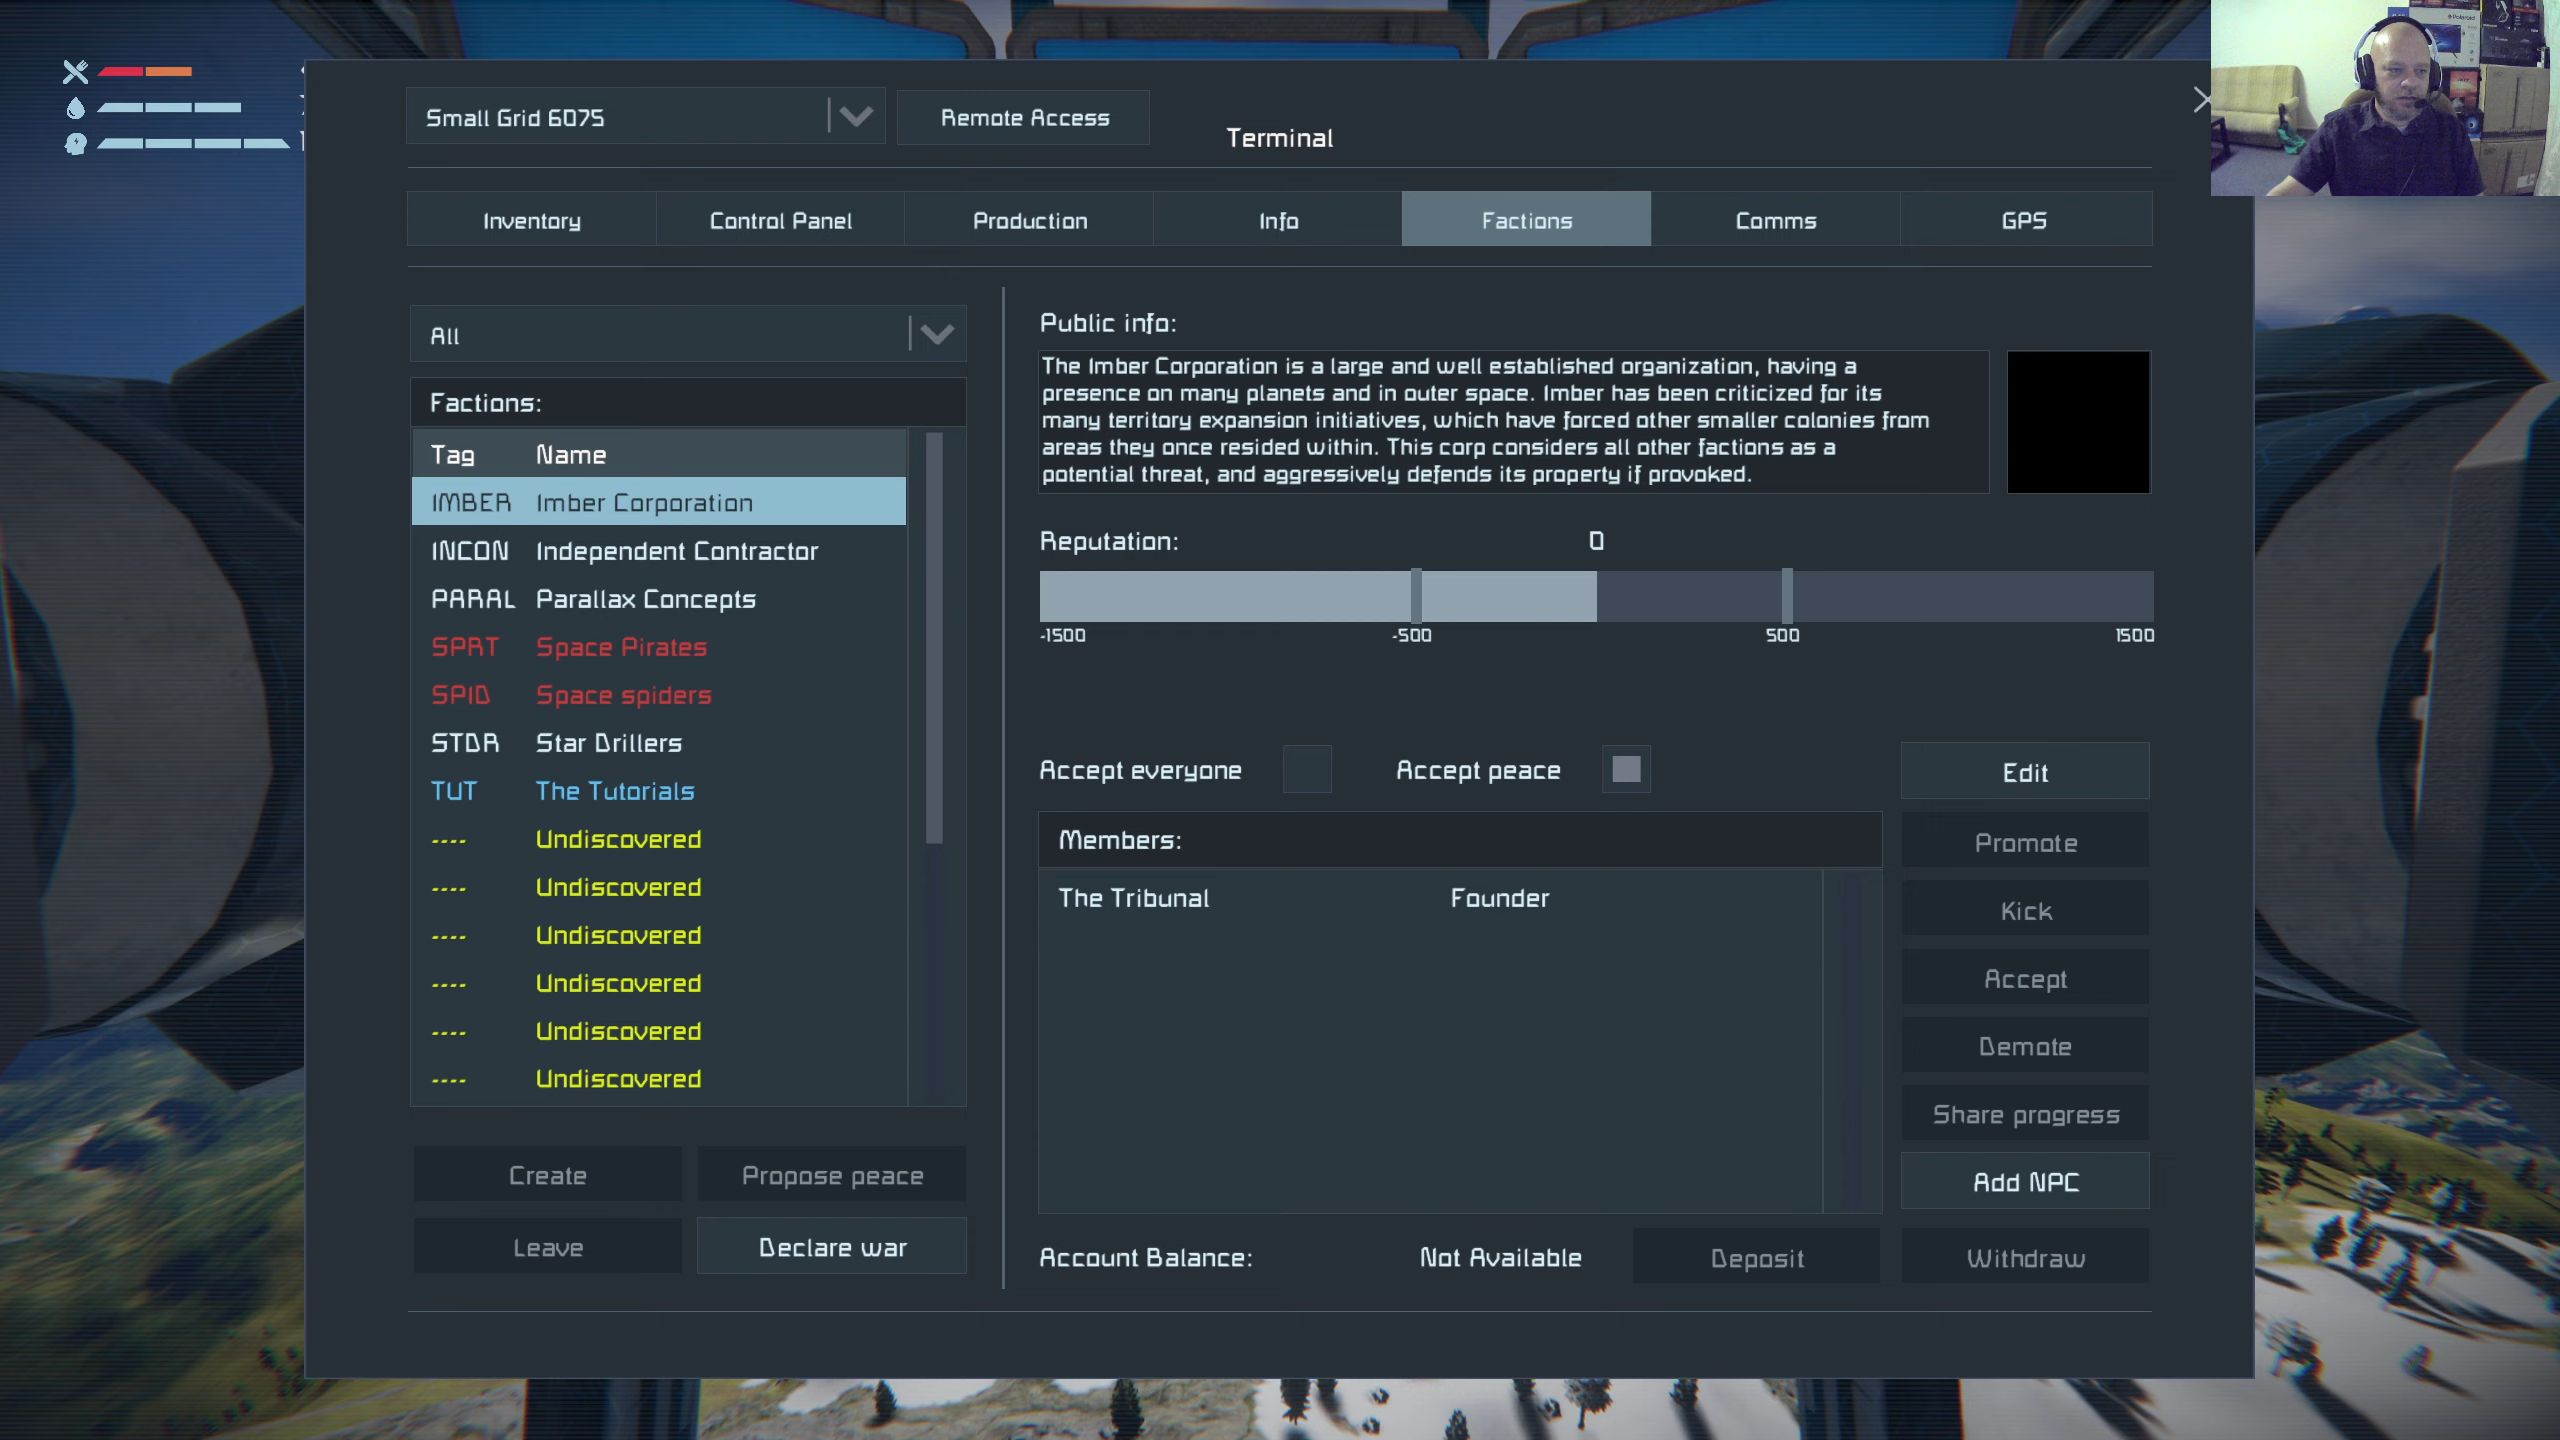 Small Grid 6075
Remote Access
Terminal
Inventory
Control Panel
Production
Info
Factions
Comms
GPS
All
Factions:
Tag Name
IMBER Imber Corporation
INCON Independent Contractor
PARAL Parallax Concepts
SPRT Space Pirates
SPID Space spiders
STDR Star Drillers
TUT The Tutorials
---- Undiscovered
---- Undiscovered
---- Undiscovered
---- Undiscovered
---- Undiscovered
---- Undiscovered
Create
Propose peace
Leave
Declare war
Public info:
The Imber Corporation is a large and well established organization, having a
presence on many planets and in outer space. Imber has been criticized for its
many territory expansion initiatives, which have forced other smaller colonies from
areas they once resided within. This corp considers all other factions as a
potential threat, and aggressively defends its property if provoked.
Reputation: 0
-1500 -500 500 1500
Accept everyone
Accept peace
Members:
The Tribunal Founder
Edit
Promote
Kick
Accept
Demote
Share progress
Add NPC
Account Balance: Not Available
Deposit
Withdraw